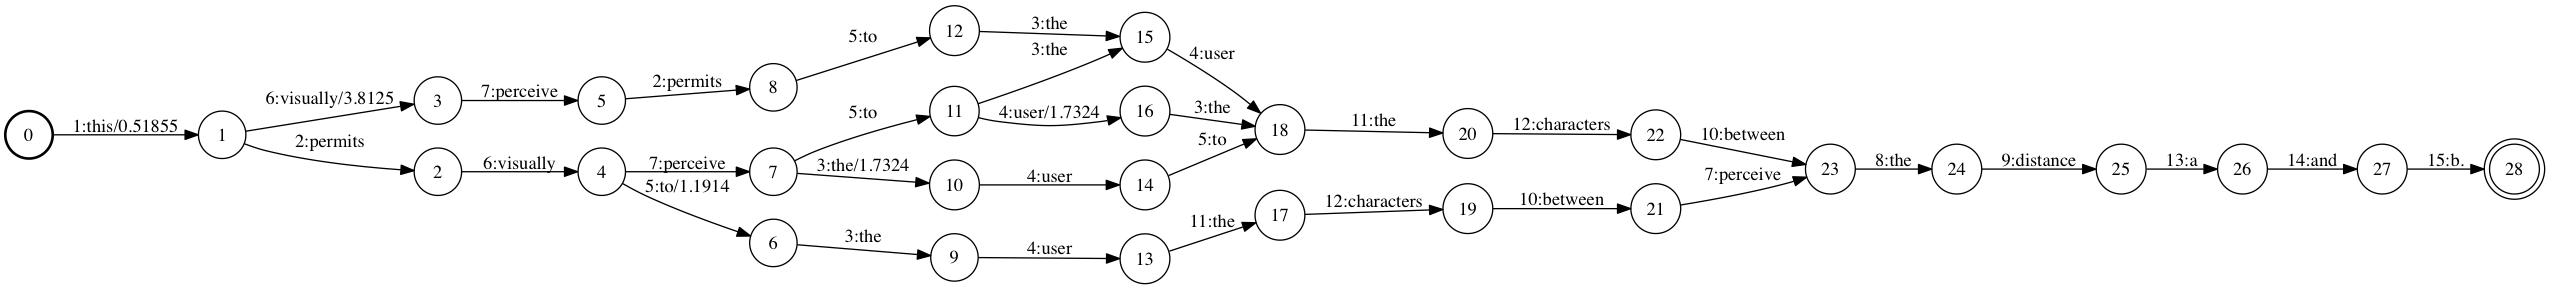 0
1:this/0.51855
1
6:visually/3.8125
3
7:perceive
5
2:permits
8
5:to
12
3:the
15
4:user
2:permits
2
6:visually
4
7:perceive
7
5:to
11
3:the
4:user/1.7324
16
3:the
18
3:the/1.7324
10
4:user
14
5:to
5:to/1.1914
6
3:the
9
4:user
13
11:the
17
12:characters
19
10:between
21
7:perceive
11:the
20
12:characters
22
10:between
23
8:the
24
9:distance
25
13:a
26
14:and
27
15:b.
28